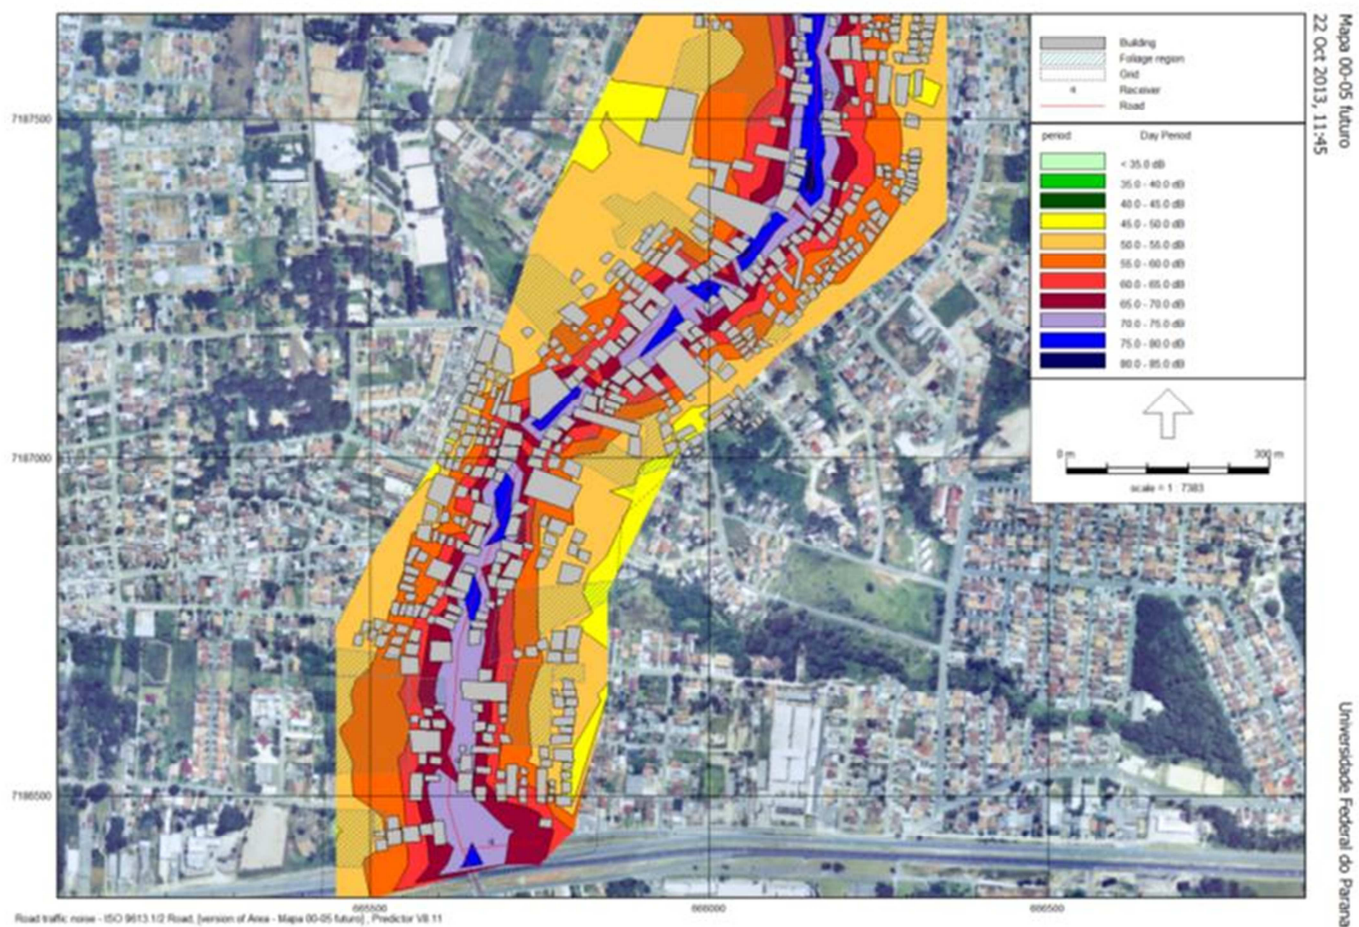 Mapa 00-05 futuro
22 Oct 2013, 11:45
Building
Foliage region
Grid
Receiver
Road
period Day Period
< 35.0 dB
35.0 - 40.0 dB
40.0 - 45.0 dB
45.0 - 50.0 dB
50.0 - 55.0 dB
55.0 - 60.0 dB
60.0 - 65.0 dB
65.0 - 70.0 dB
70.0 - 75.0 dB
75.0 - 80.0 dB
80.0 - 85.0 dB
0 m 300 m
scale = 1 : 7383
7187500
7187000
7186500
665500 666000 666500
Universidade Federal do Parana
Road traffic noise - ISO 9613.1/2 Road, [version of Area - Mapa 00-05 futuro] , Predictor V8.11